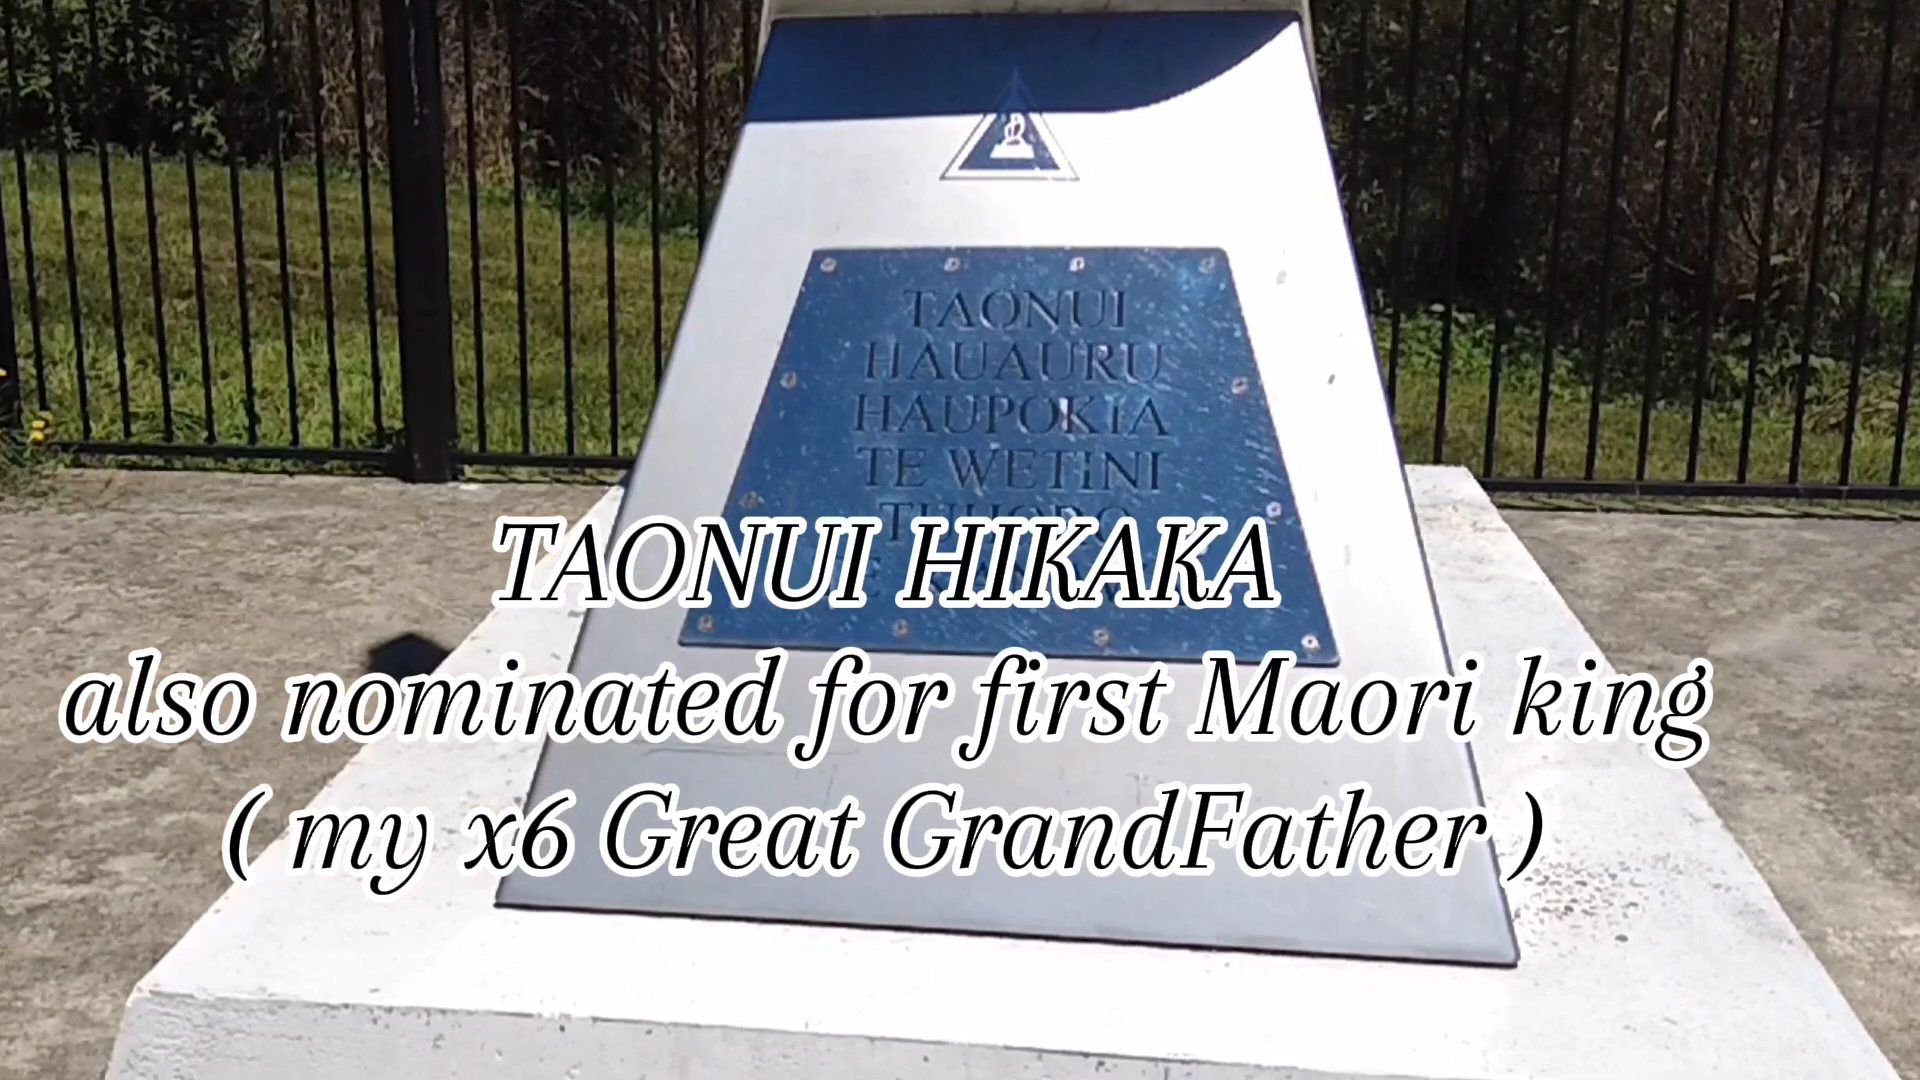 TAONUI
HAUAURU
HAUPOKIA
TE WETINI
TAONUI HIKAKA
also nominated for first Maori king
( my x6 Great GrandFather )